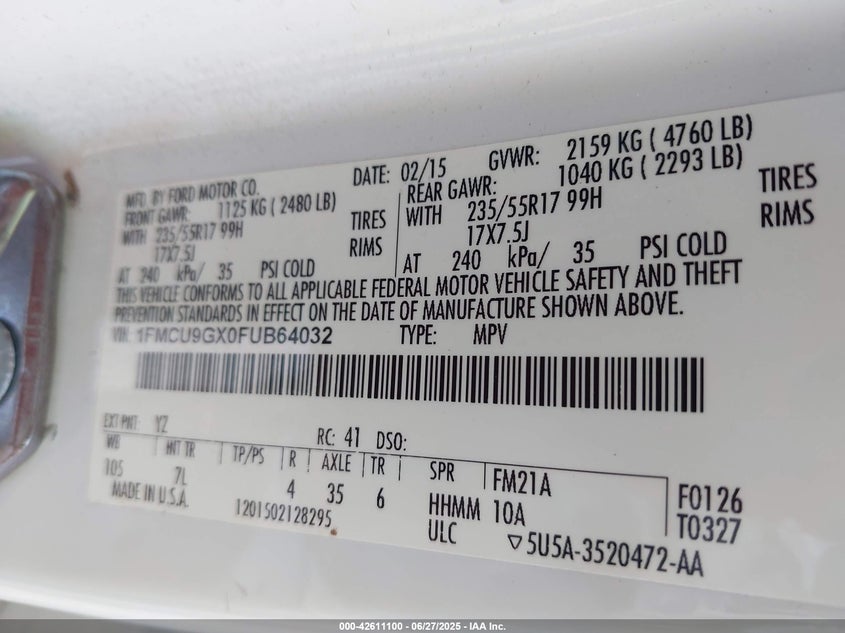 MFD. BY FORD MOTOR CO. DATE: 02/15 GVWR: 2159 KG ( 4760 LB)
FRONT GAWR: 1125 KG ( 2480 LB) REAR GAWR: 1040 KG ( 2293 LB)
WITH 235/55R17 99H TIRES WITH 235/55R17 99H TIRES
17X7.5J RIMS 17X7.5J RIMS
AT 240 kPa/ 35 PSI COLD AT 240 kPa/ 35 PSI COLD
THIS VEHICLE CONFORMS TO ALL APPLICABLE FEDERAL MOTOR VEHICLE SAFETY AND THEFT
PREVENTION STANDARDS IN EFFECT ON THE DATE OF MANUFACTURE SHOWN ABOVE.
VIN: 1FMCU9GX0FUB64032 TYPE: MPV
EXT PNT: YZ RC: 41 DSO:
WB INT TR TP/PS R AXLE TR SPR FM21A F0126
105 7L 4 35 6 HHMM 10A T0327
MADE IN U.S.A. 1201502128295 ULC ▽5U5A-3520472-AA
000-42611100 - 06/27/2025 - IAA Inc.